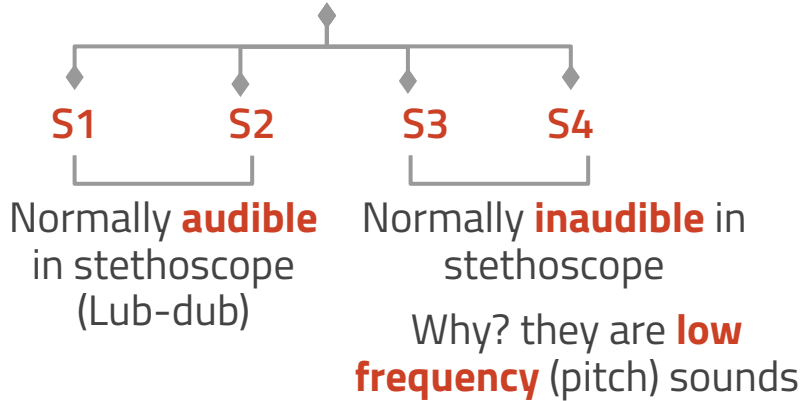 S1 S2 S3 S4
Normally audible
in stethoscope
(Lub-dub)
Normally inaudible in
stethoscope
Why? they are low
frequency (pitch) sounds